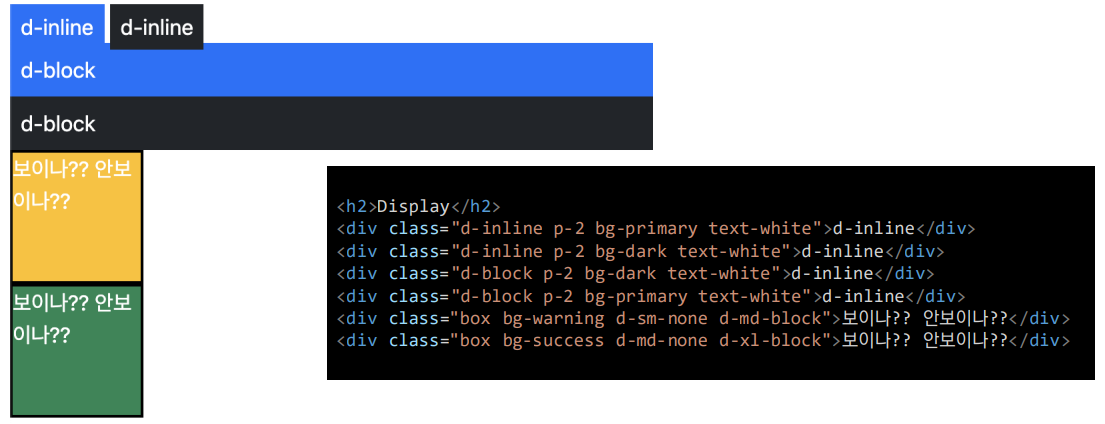 d-inline d-inline
d-block
d-block
보이나?? 안보
이나??
보이나?? 안보
이나??
<h2>Display</h2>
<div class="d-inline p-2 bg-primary text-white">d-inline</div>
<div class="d-inline p-2 bg-dark text-white">d-inline</div>
<div class="d-block p-2 bg-dark text-white">d-inline</div>
<div class="d-block p-2 bg-primary text-white">d-inline</div>
<div class="box bg-warning d-sm-none d-md-block">보이나?? 안보이나??</div>
<div class="box bg-success d-md-none d-xl-block">보이나?? 안보이나??</div>